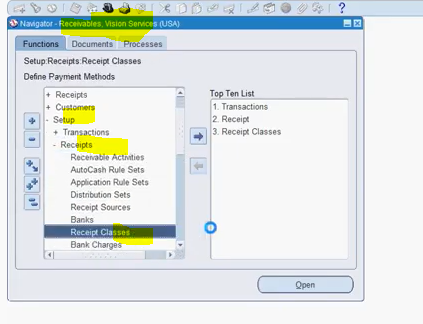 Navigator - Receivables, Vision Services (USA)
Functions
Documents
Processes
Setup:Receipts:Receipt Classes
Define Payment Methods
+ Receipts
+ Customers
- Setup
+ Transactions
- Receipts
Receivable Activities
AutoCash Rule Sets
Application Rule Sets
Distribution Sets
Receipt Sources
Banks
Receipt Classes
Bank Charges
Top Ten List
1. Transactions
2. Receipt
3. Receipt Classes
Open